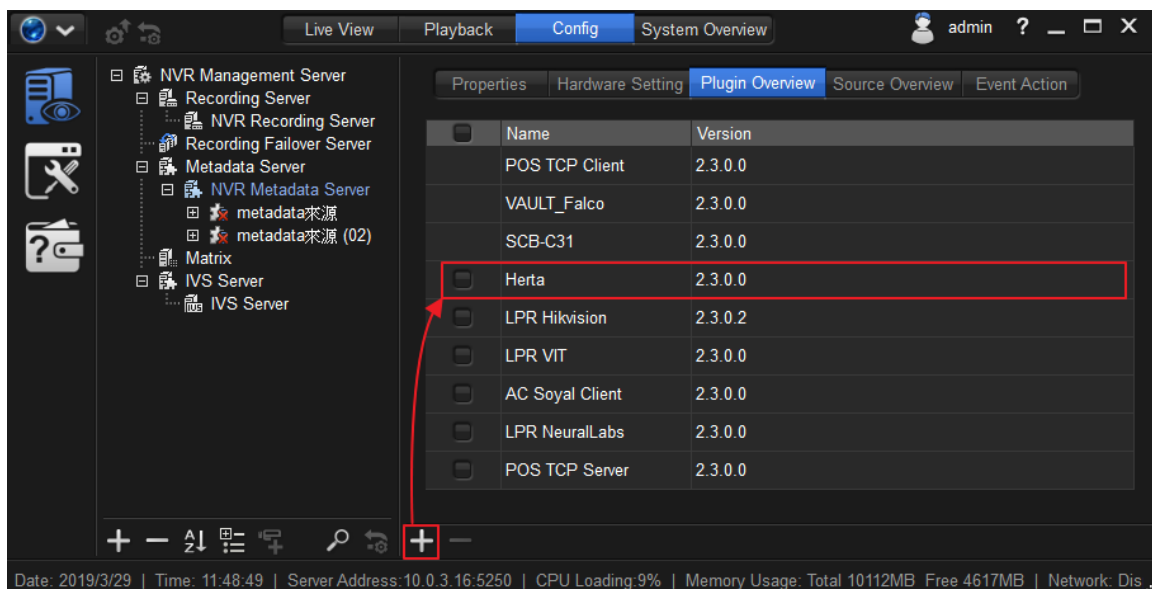 Live View Playback Config System Overview admin ?
NVR Management Server
Recording Server
NVR Recording Server
Recording Failover Server
Metadata Server
NVR Metadata Server
metadata來源
metadata來源 (02)
Matrix
IVS Server
IVS Server
Properties Hardware Setting Plugin Overview Source Overview Event Action
Name Version
POS TCP Client 2.3.0.0
VAULT_Falco 2.3.0.0
SCB-C31 2.3.0.0
Herta 2.3.0.0
LPR Hikvision 2.3.0.2
LPR VIT 2.3.0.0
AC Soyal Client 2.3.0.0
LPR NeuralLabs 2.3.0.0
POS TCP Server 2.3.0.0
Date: 2019/3/29 | Time: 11:48:49 | Server Address:10.0.3.16:5250 | CPU Loading:9% | Memory Usage: Total 10112MB Free 4617MB | Network: Dis